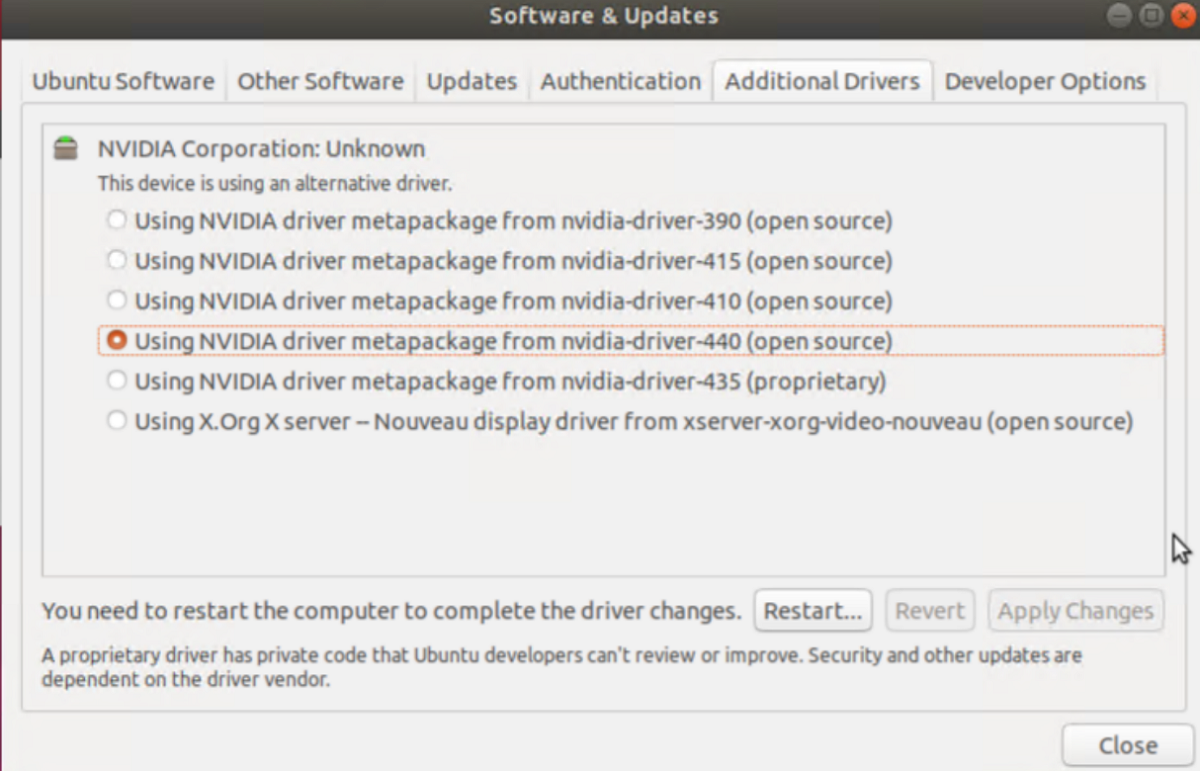 Software & Updates
Ubuntu Software
Other Software
Updates
Authentication
Additional Drivers
Developer Options
NVIDIA Corporation: Unknown
This device is using an alternative driver.
Using NVIDIA driver metapackage from nvidia-driver-390 (open source)
Using NVIDIA driver metapackage from nvidia-driver-415 (open source)
Using NVIDIA driver metapackage from nvidia-driver-410 (open source)
Using NVIDIA driver metapackage from nvidia-driver-440 (open source)
Using NVIDIA driver metapackage from nvidia-driver-435 (proprietary)
Using X.Org X server -- Nouveau display driver from xserver-xorg-video-nouveau (open source)
You need to restart the computer to complete the driver changes.
Restart...
Revert
Apply Changes
A proprietary driver has private code that Ubuntu developers can't review or improve. Security and other updates are
dependent on the driver vendor.
Close